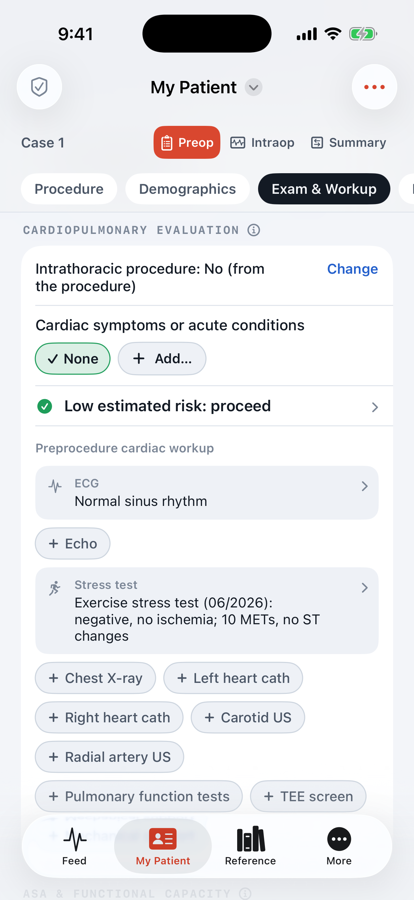 9:41
My Patient
Case 1
Preop
Intraop
Summary
Procedure
Demographics
Exam & Workup
CARDIOPULMONARY EVALUATION
Intrathoracic procedure: No (from
the procedure)
Change
Cardiac symptoms or acute conditions
None
+ Add...
Low estimated risk: proceed
Preprocedure cardiac workup
ECG
Normal sinus rhythm
+ Echo
Stress test
Exercise stress test (06/2026):
negative, no ischemia; 10 METs, no ST
changes
+ Chest X-ray
+ Left heart cath
+ Right heart cath
+ Carotid US
+ Radial artery US
+ Pulmonary function tests
+ TEE screen
Feed
My Patient
Reference
More
ASA & FUNCTIONAL CAPACITY